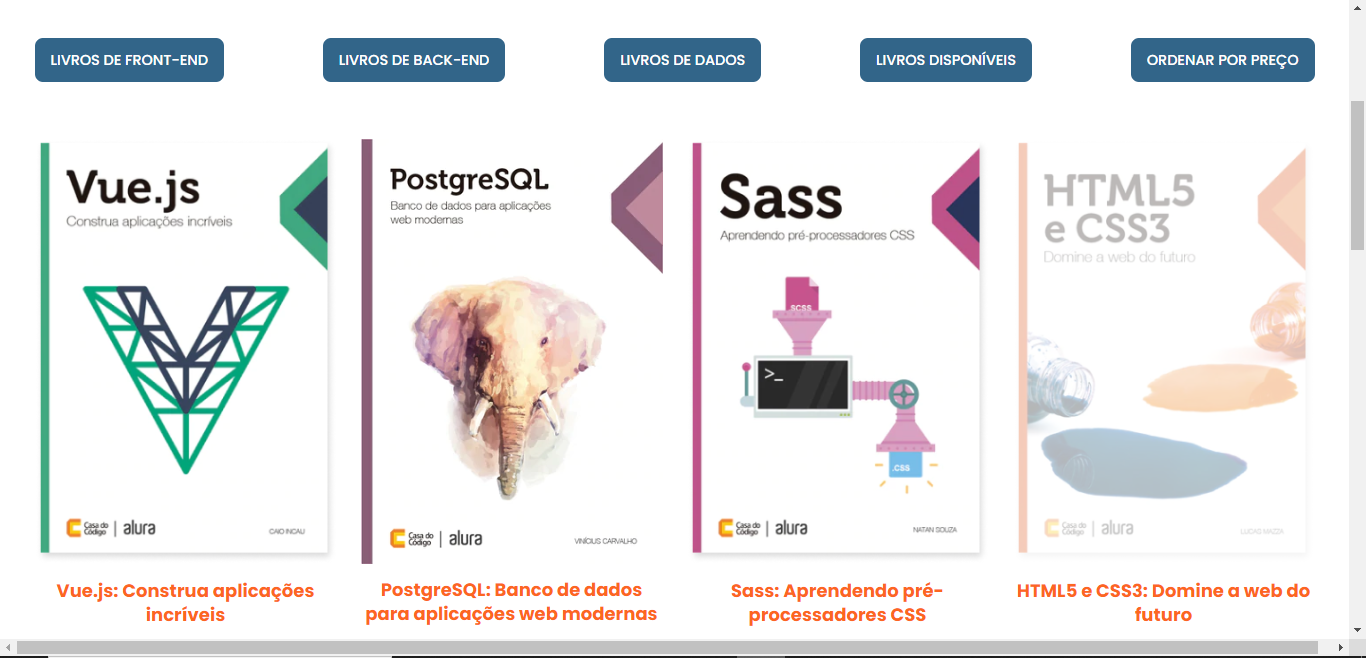 LIVROS DE FRONT-END
LIVROS DE BACK-END
LIVROS DE DADOS
LIVROS DISPONÍVEIS
ORDENAR POR PREÇO
Vue.js
Construa aplicações incríveis
Casa do
Código
alura
CAIO INCAU
PostgreSQL
Banco de dados para aplicações
web modernas
Casa do
Código
alura
VINÍCIUS CARVALHO
Sass
Aprendendo pré-processadores CSS
SCSS
>_
.CSS
Casa do
Código
alura
NATAN SOUZA
HTML5
e CSS3
Domine a web do futuro
Casa do
Código
alura
LUCAS MAZZA
Vue.js: Construa aplicações
incríveis
PostgreSQL: Banco de dados
para aplicações web modernas
Sass: Aprendendo pré-
processadores CSS
HTML5 e CSS3: Domine a web do
futuro